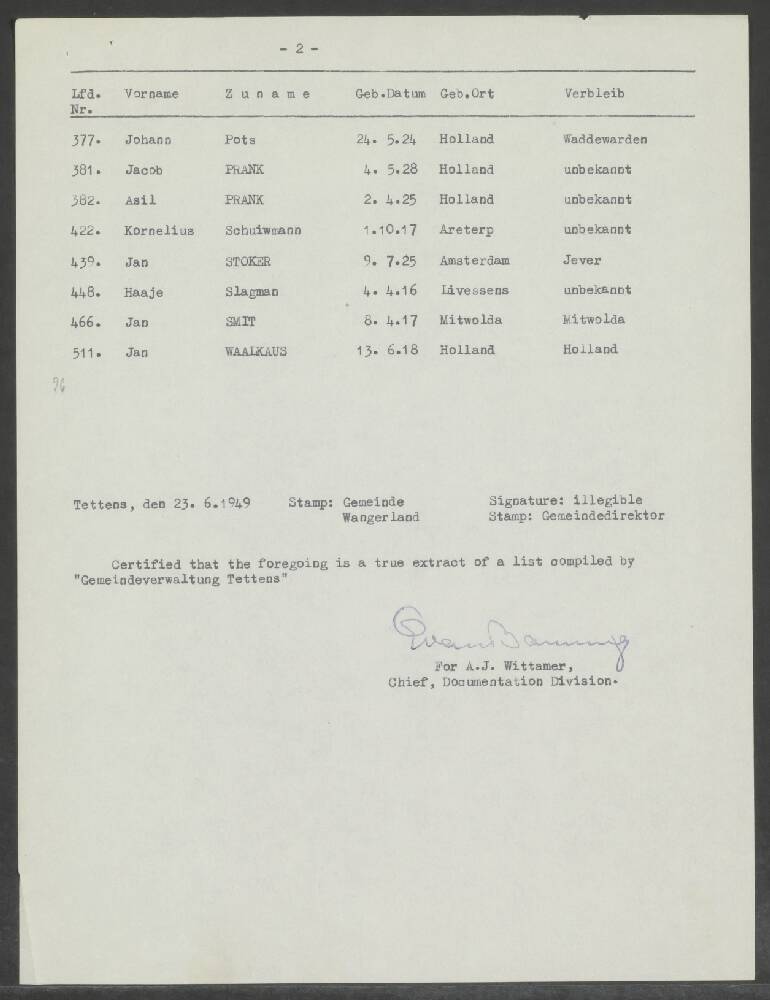 - 2 -
Lfd. Vorname Z u n a m e Geb.Datum Geb.Ort Verbleib
Nr.
377. Johann Pots 24. 5.24 Holland Waddewarden
381. Jacob PRANK 4. 5.28 Holland unbekannt
382. Asil PRANK 2. 4.25 Holland unbekannt
422. Kornelius Schuiwmann 1.10.17 Areterp unbekannt
439. Jan STOKER 9. 7.25 Amsterdam Jever
448. Haaje Slagman 4. 4.16 Livessens unbekannt
466. Jan SMIT 8. 4.17 Mitwolda Mitwolda
511. Jan WAALKAUS 13. 6.18 Holland Holland
96
Tettens, den 23. 6.1949 Stamp: Gemeinde Signature: illegible
Wangerland Stamp: Gemeindedirektor
Certified that the foregoing is a true extract of a list compiled by
"Gemeindeverwaltung Tettens"
For A.J. Wittamer,
Chief, Documentation Division.